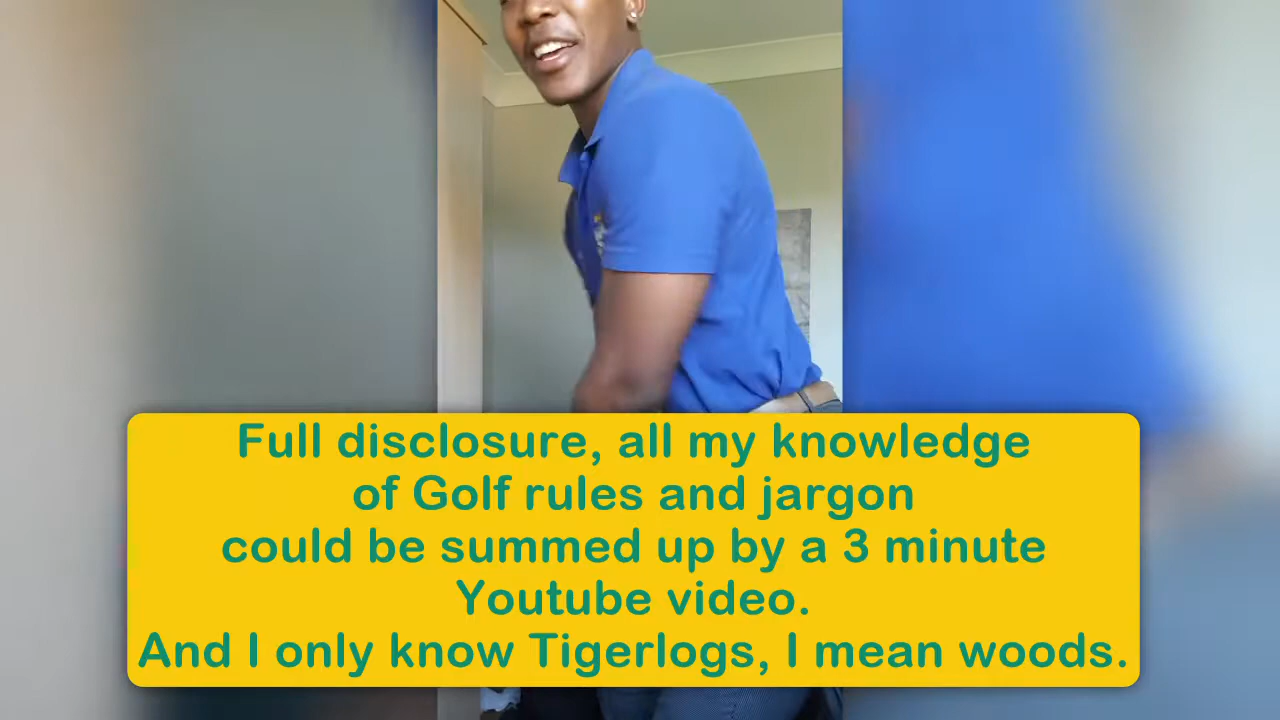 Full disclosure, all my knowledge
of Golf rules and jargon
could be summed up by a 3 minute
Youtube video.
And I only know Tigerlogs, I mean woods.